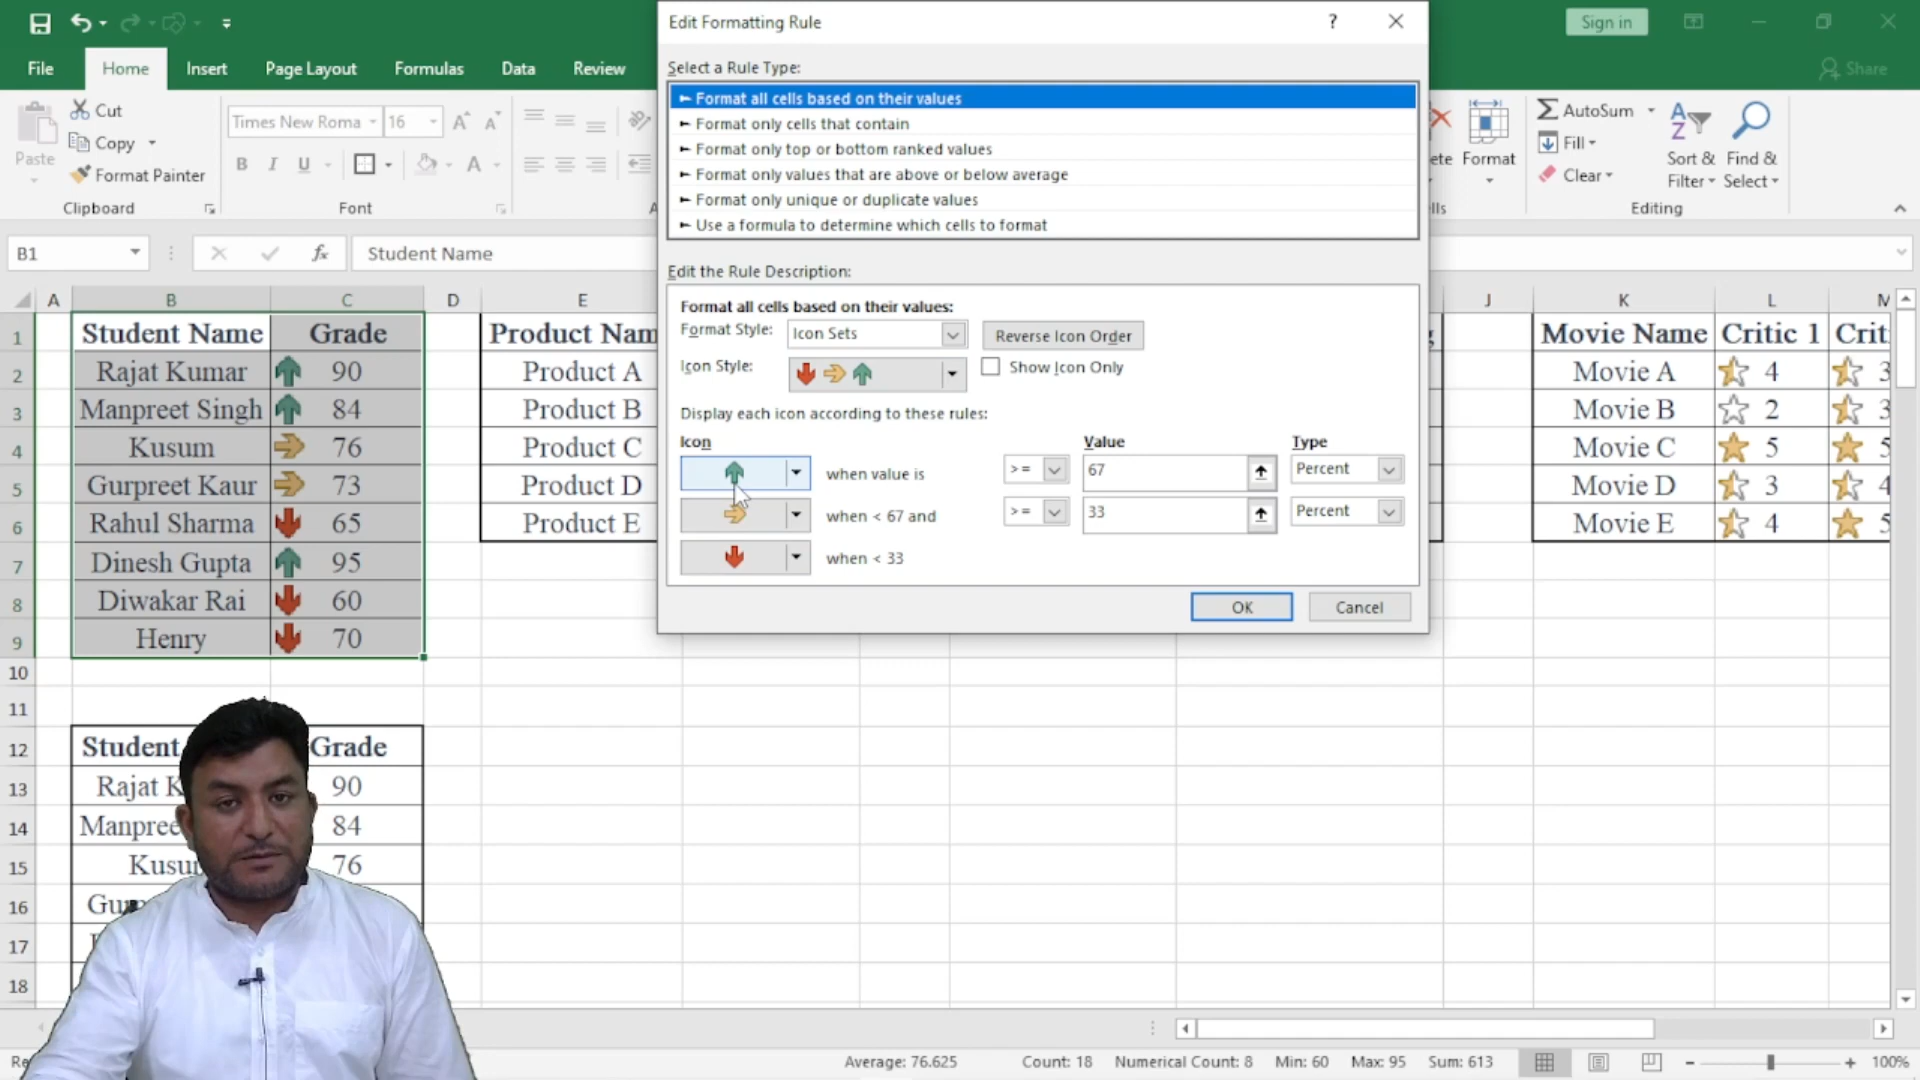 Edit Formatting Rule
?
Sign in
File
Home
Insert
Page Layout
Formulas
Data
Review
Share
Select a Rule Type:
► Format all cells based on their values
► Format only cells that contain
► Format only top or bottom ranked values
► Format only values that are above or below average
► Format only unique or duplicate values
► Use a formula to determine which cells to format
Paste
Cut
Copy
Format Painter
Clipboard
Times New Roma
16
B I U
A
Font
Format
AutoSum
Fill
Clear
Sort & Filter
Find & Select
Editing
B1
fx
Student Name
Edit the Rule Description:
Format all cells based on their values:
Format Style:
Icon Sets
Reverse Icon Order
Icon Style:
Show Icon Only
Display each icon according to these rules:
Icon
Value
Type
when value is
>=
67
Percent
when < 67 and
>=
33
Percent
when < 33
OK
Cancel
A B C D E J K L M
1 Student Name Grade Product Nam Movie Name Critic 1 Crit
2 Rajat Kumar 90 Product A Movie A 4 3
3 Manpreet Singh 84 Product B Movie B 2 3
4 Kusum 76 Product C Movie C 5 5
5 Gurpreet Kaur 73 Product D Movie D 3 4
6 Rahul Sharma 65 Product E Movie E 4 5
7 Dinesh Gupta 95
8 Diwakar Rai 60
9 Henry 70
10
11
12 Student Grade
13 Rajat K 90
14 Manpree 84
15 Kusu 76
16
17
18
Average: 76.625
Count: 18
Numerical Count: 8
Min: 60
Max: 95
Sum: 613
100%